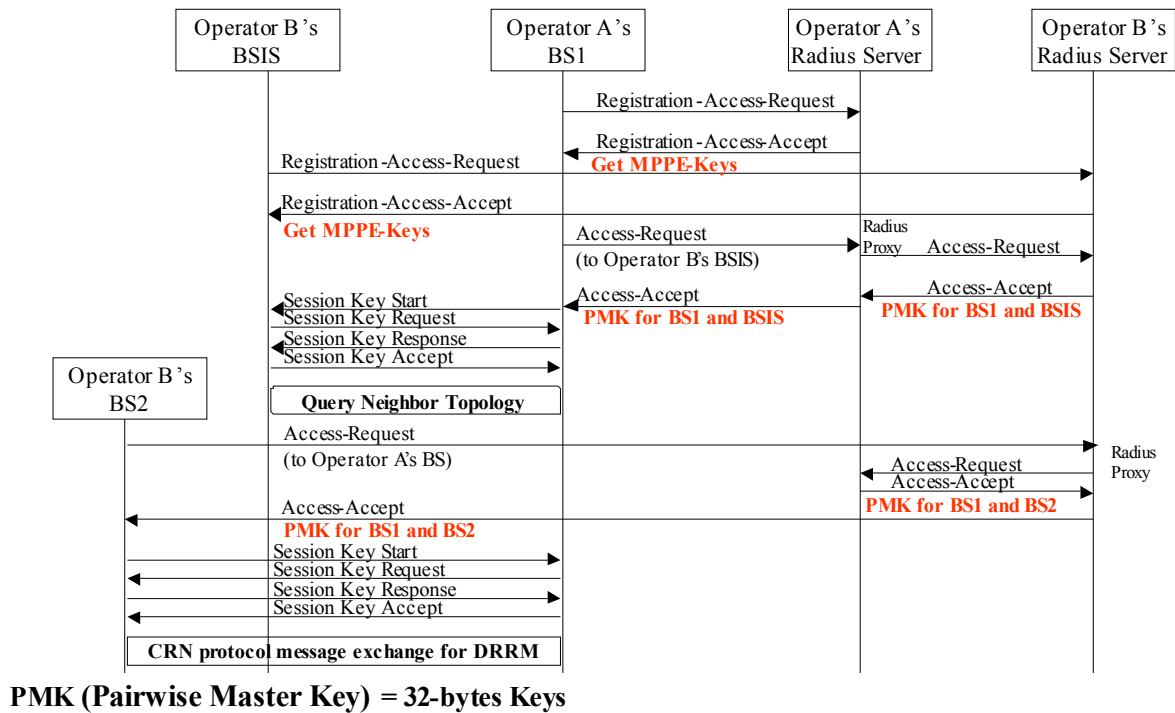 Operator B's
BSIS
Operator A's
BS1
Operator A's
Radius Server
Operator B's
Radius Server
Registration-Access-Request
Registration-Access-Accept
Get MPPE-Keys
Registration-Access-Request
Registration-Access-Accept
Get MPPE-Keys
Access-Request
(to Operator B's BSIS)
Radius
Proxy
Access-Request
Access-Accept
PMK for BS1 and BSIS
Access-Accept
PMK for BS1 and BSIS
Session Key Start
Session Key Request
Session Key Response
Session Key Accept
Operator B's
BS2
Query Neighbor Topology
Access-Request
(to Operator A's BS)
Radius
Proxy
Access-Request
Access-Accept
PMK for BS1 and BS2
Access-Accept
PMK for BS1 and BS2
Session Key Start
Session Key Request
Session Key Response
Session Key Accept
CRN protocol message exchange for DRRM
PMK (Pairwise Master Key) = 32-bytes Keys